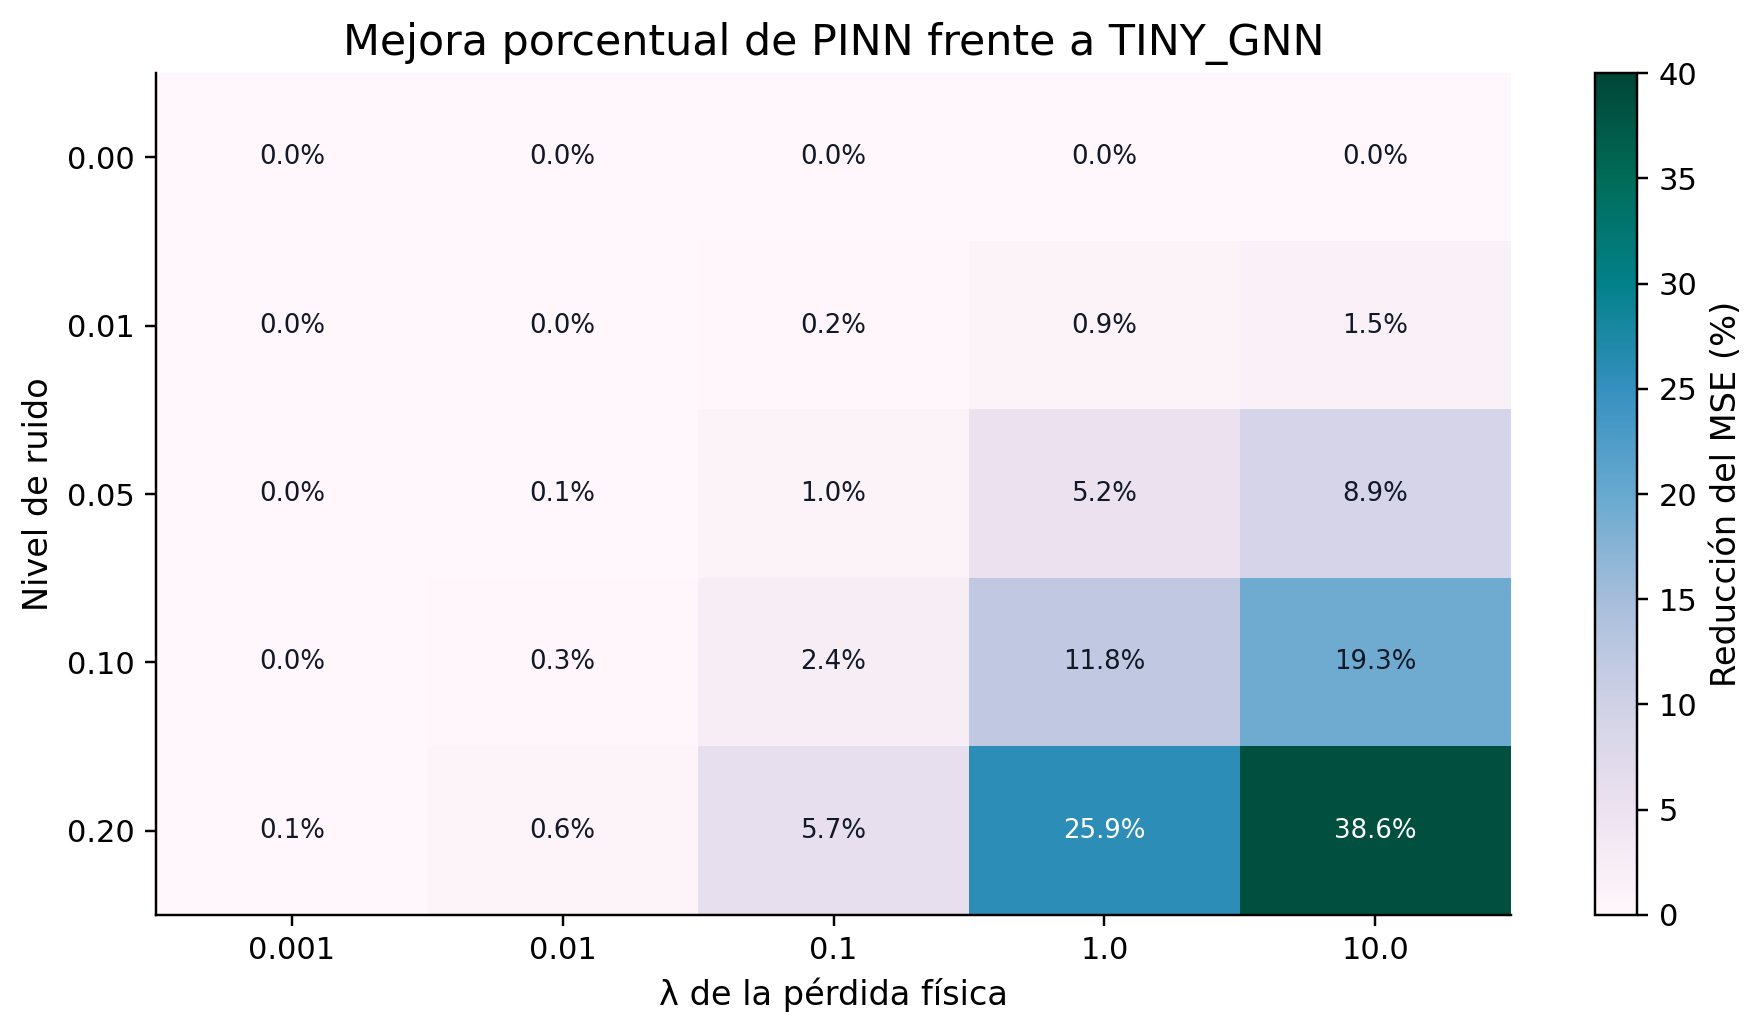 Mejora porcentual de PINN frente a TINY_GNN
Nivel de ruido
0.00 0.0% 0.0% 0.0% 0.0% 0.0%
0.01 0.0% 0.0% 0.2% 0.9% 1.5%
0.05 0.0% 0.1% 1.0% 5.2% 8.9%
0.10 0.0% 0.3% 2.4% 11.8% 19.3%
0.20 0.1% 0.6% 5.7% 25.9% 38.6%
0.001 0.01 0.1 1.0 10.0
λ de la pérdida física
40
35
30
25
20
15
10
5
0
Reducción del MSE (%)